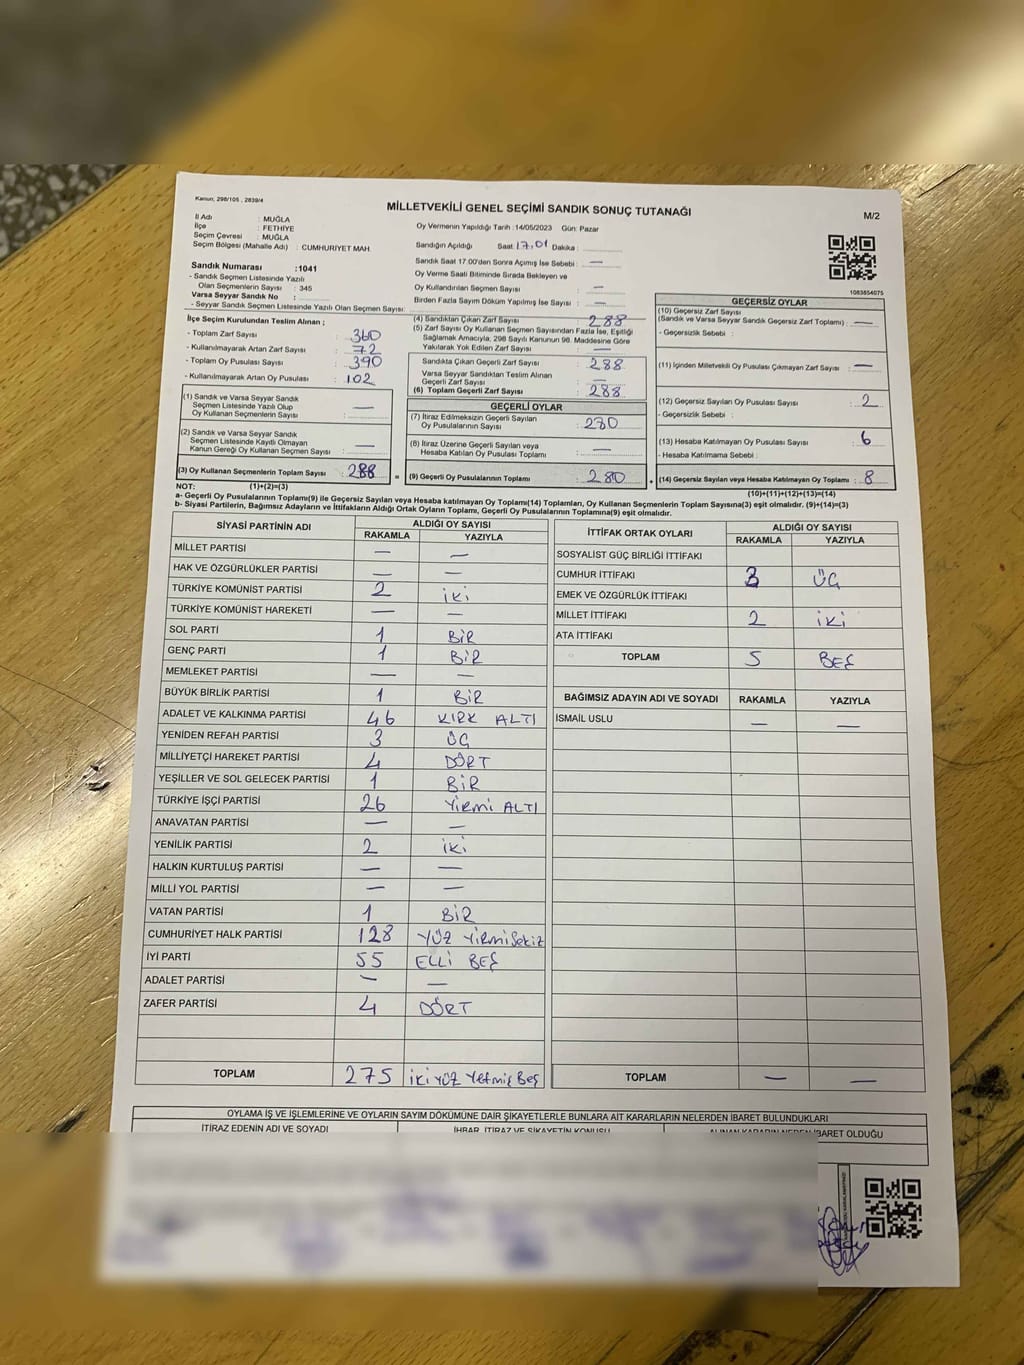 Kanun; 298/105 , 2839/4
MİLLETVEKİLİ GENEL SEÇİMİ SANDIK SONUÇ TUTANAĞI
M/2
İl Adı : MUĞLA
İlçe : FETHİYE
Seçim Çevresi : MUĞLA
Seçim Bölgesi (Mahalle Adı) : CUMHURİYET MAH.
Sandık Numarası :1041
- Sandık Seçmen Listesinde Yazılı
Olan Seçmenlerin Sayısı : 345
Varsa Seyyar Sandık No :
- Seyyar Sandık Seçmen Listesinde Yazılı Olan Seçmen Sayısı:
Oy Vermenin Yapıldığı Tarih :14/05/2023 Gün: Pazar
Sandığın Açıldığı Saat 17,01 Dakika :
Sandık Saat 17.00'den Sonra Açımış İse Sebebi : —
Oy Verme Saati Bitiminde Sırada Bekleyen ve
Oy Kullandırılan Seçmen Sayısı : —
Birden Fazla Sayım Döküm Yapılmış İse Sayısı : —
1083854075
İlçe Seçim Kurulundan Teslim Alınan ;
- Toplam Zarf Sayısı : 360
- Kullanılmayarak Artan Zarf Sayısı : 72
- Toplam Oy Pusulası Sayısı : 390
- Kullanılmayarak Artan Oy Pusulası : 102
(1) Sandık ve Varsa Seyyar Sandık
Seçmen Listesinde Yazılı Olup
Oy Kullanan Seçmenlerin Sayısı : —
(2) Sandık ve Varsa Seyyar Sandık
Seçmen Listesinde Kayıtlı Olmayan
Kanun Gereği Oy Kullanan Seçmen Sayısı : —
(3) Oy Kullanan Seçmenlerin Toplam Sayısı : 288
(4) Sandıktan Çıkan Zarf Sayısı : 288
(5) Zarf Sayısı Oy Kullanan Seçmen Sayısından Fazla İse, Eşitliği
Sağlamak Amacıyla, 298 Sayılı Kanunun 98. Maddesine Göre
Yakılarak Yok Edilen Zarf Sayısı : —
Sandıkta Çıkan Geçerli Zarf Sayısı : 288
Varsa Seyyar Sandıktan Teslim Alınan
Geçerli Zarf Sayısı : —
(6) Toplam Geçerli Zarf Sayısı : 288
GEÇERLİ OYLAR
(7) İtiraz Edilmeksizin Geçerli Sayılan
Oy Pusulalarının Sayısı : 280
(8) İtiraz Üzerine Geçerli Sayılan veya
Hesaba Katılan Oy Pusulası Toplamı : —
= (9) Geçerli Oy Pusulalarının Toplamı : 280
GEÇERSİZ OYLAR
(10) Geçersiz Zarf Sayısı
(Sandık ve Varsa Seyyar Sandık Geçersiz Zarf Toplamı) : —
- Geçersizlik Sebebi :
(11) İçinden Milletvekili Oy Pusulası Çıkmayan Zarf Sayısı : —
(12) Geçersiz Sayılan Oy Pusulası Sayısı : 2
- Geçersizlik Sebebi :
(13) Hesaba Katılmayan Oy Pusulası Sayısı : 6
- Hesaba Katılmama Sebebi :
+ (14) Geçersiz Sayılan veya Hesaba Katılmayan Oy Toplamı : 8
NOT: (1)+(2)=(3)
(10)+(11)+(12)+(13)=(14)
a- Geçerli Oy Pusulalarının Toplamı(9) ile Geçersiz Sayılan veya Hesaba katılmayan Oy Toplamı(14) Toplamları, Oy Kullanan Seçmenlerin Toplam Sayısına(3) eşit olmalıdır. (9)+(14)=(3)
b- Siyasi Partilerin, Bağımsız Adayların ve İttifakların Aldığı Ortak Oyların Toplamı, Geçerli Oy Pusulalarının Toplamına(9) eşit olmalıdır.
SİYASİ PARTİNİN ADI ALDIĞI OY SAYISI
RAKAMLA YAZIYLA
MİLLET PARTİSİ — —
HAK VE ÖZGÜRLÜKLER PARTİSİ — —
TÜRKİYE KOMÜNİST PARTİSİ 2 İKİ
TÜRKİYE KOMÜNİST HAREKETİ — —
SOL PARTİ 1 BİR
GENÇ PARTİ 1 BİR
MEMLEKET PARTİSİ — —
BÜYÜK BİRLİK PARTİSİ 1 BİR
ADALET VE KALKINMA PARTİSİ 46 KIRK ALTI
YENİDEN REFAH PARTİSİ 3 ÜÇ
MİLLİYETÇİ HAREKET PARTİSİ 4 DÖRT
YEŞİLLER VE SOL GELECEK PARTİSİ 1 BİR
TÜRKİYE İŞÇİ PARTİSİ 26 YİRMİ ALTI
ANAVATAN PARTİSİ — —
YENİLİK PARTİSİ 2 İKİ
HALKIN KURTULUŞ PARTİSİ — —
MİLLİ YOL PARTİSİ — —
VATAN PARTİSİ 1 BİR
CUMHURİYET HALK PARTİSİ 128 YÜZ YİRMİSEKİZ
İYİ PARTİ 55 ELLİ BEŞ
ADALET PARTİSİ — —
ZAFER PARTİSİ 4 DÖRT
TOPLAM 275 İKİ YÜZ YETMİŞ BEŞ
İTTİFAK ORTAK OYLARI ALDIĞI OY SAYISI
RAKAMLA YAZIYLA
SOSYALİST GÜÇ BİRLİĞİ İTTİFAKI
CUMHUR İTTİFAKI 3 ÜÇ
EMEK VE ÖZGÜRLÜK İTTİFAKI
MİLLET İTTİFAKI 2 İKİ
ATA İTTİFAKI
TOPLAM 5 BEŞ
BAĞIMSIZ ADAYIN ADI VE SOYADI RAKAMLA YAZIYLA
İSMAİL USLU — —
TOPLAM — —
OYLAMA İŞ VE İŞLEMLERİNE VE OYLARIN SAYIM DÖKÜMÜNE DAİR ŞİKAYETLERLE BUNLARA AİT KARARLARIN NELERDEN İBARET BULUNDUKLARI
İTİRAZ EDENİN ADI VE SOYADI İHBAR, İTİRAZ VE ŞİKAYETİN KONUSU ALINAN KARARIN NEDEN İBARET OLDUĞU